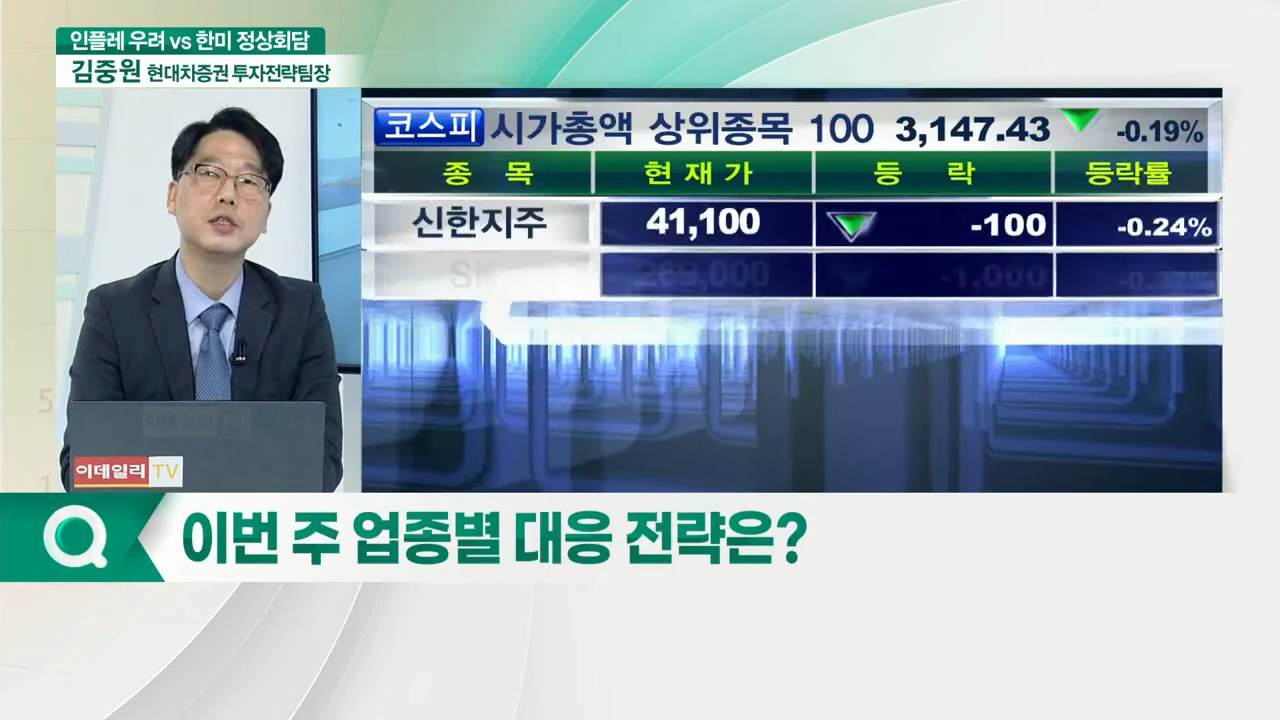 인플레 우려 vs 한미 정상회담
김중원 현대차증권 투자전략팀장
코스피 시가총액 상위종목 100 3,147.43 -0.19%
종목 현재가 등락 등락률
신한지주 41,100 -100 -0.24%
-1,000
이데일리 TV
Q 이번 주 업종별 대응 전략은?